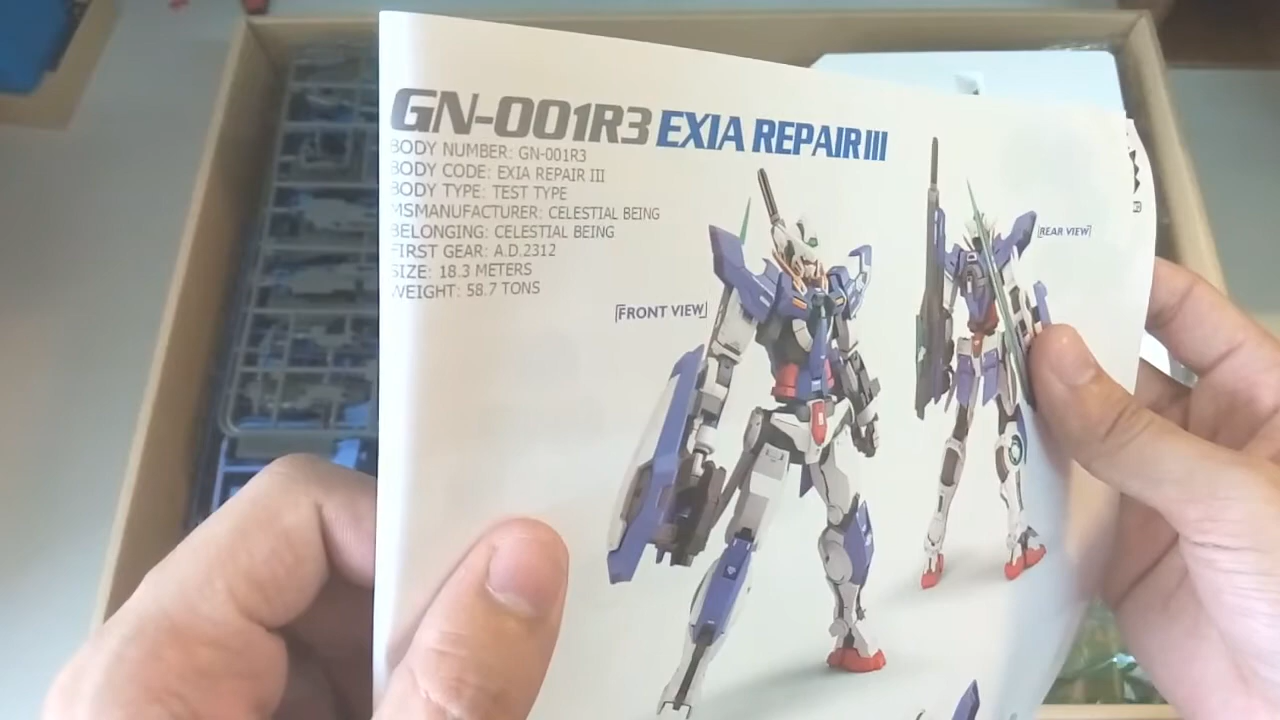 GN-001R3 EXIA REPAIR III
BODY NUMBER: GN-001R3
BODY CODE: EXIA REPAIR III
BODY TYPE: TEST TYPE
MSMANUFACTURER: CELESTIAL BEING
BELONGING: CELESTIAL BEING
FIRST GEAR: A.D.2312
SIZE: 18.3 METERS
WEIGHT: 58.7 TONS
[FRONT VIEW]
[REAR VIEW]